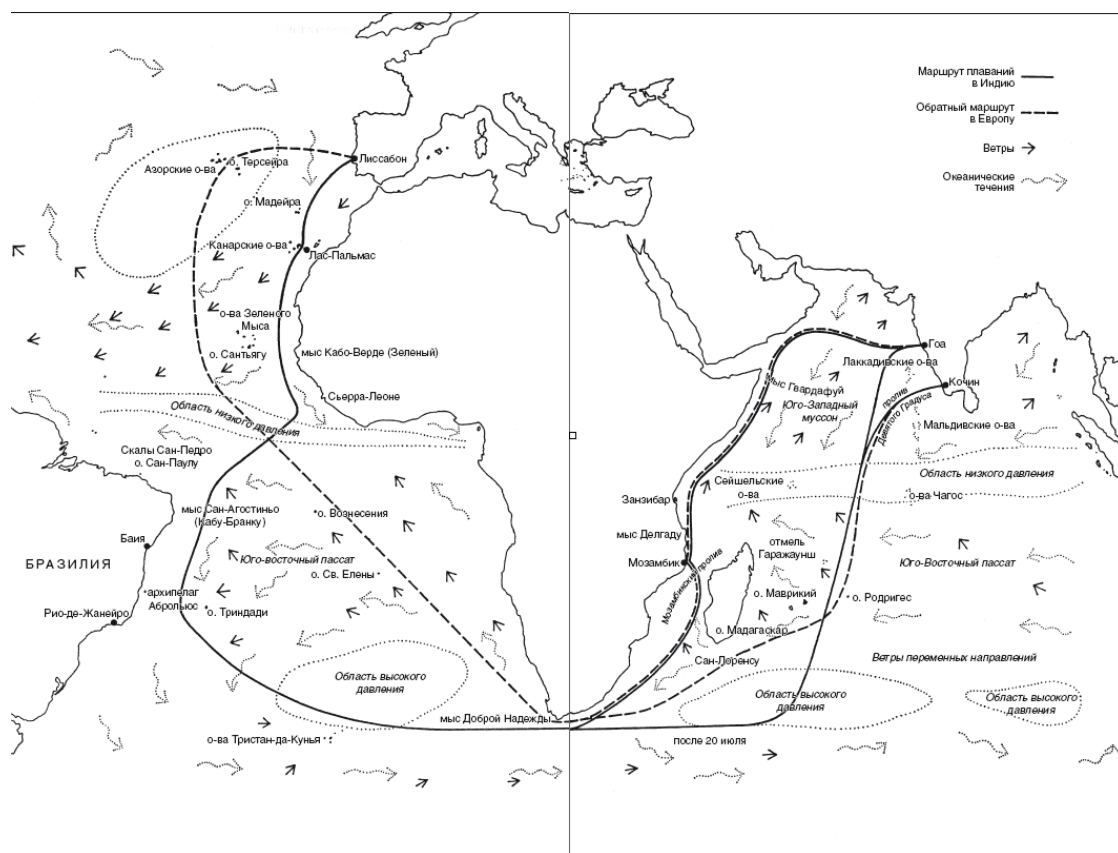 Маршрут плаваний
в Индию
Обратный маршрут
в Европу
Ветры
Океанические
течения
Азорские о-ва
о. Терсейра
Лиссабон
о. Мадейра
Канарские о-ва
Лас-Пальмас
о-ва Зеленого
Мыса
о. Сантьягу
мыс Кабо-Верде (Зеленый)
Сьерра-Леоне
Область низкого давления
Скалы Сан-Педро
о. Сан-Паулу
мыс Сан-Агостиньо
(Кабу-Бранку)
о. Вознесения
Баия
БРАЗИЛИЯ
Юго-восточный пассат
о. Св. Елены
архипелаг
Аброльюс
о. Триндади
Рио-де-Жанейро
Область высокого
давления
мыс Доброй Надежды
о-ва Тристан-да-Кунья
Гоа
Лаккадивские о-ва
Кочин
мыс Гвардафуй
Юго-Западный
муссон
пролив
Девятого Градуса
Мальдивские о-ва
Область низкого давления
Сейшельские
о-ва
о-ва Чагос
Занзибар
мыс Делгаду
отмель
Гаражаунш
Мозамбик
Мозамбикский пролив
Юго-Восточный пассат
о. Маврикий
о. Родригес
о. Мадагаскар
Сан-Лоренсу
Ветры переменных направлений
Область высокого
давления
Область высокого
давления
после 20 июля